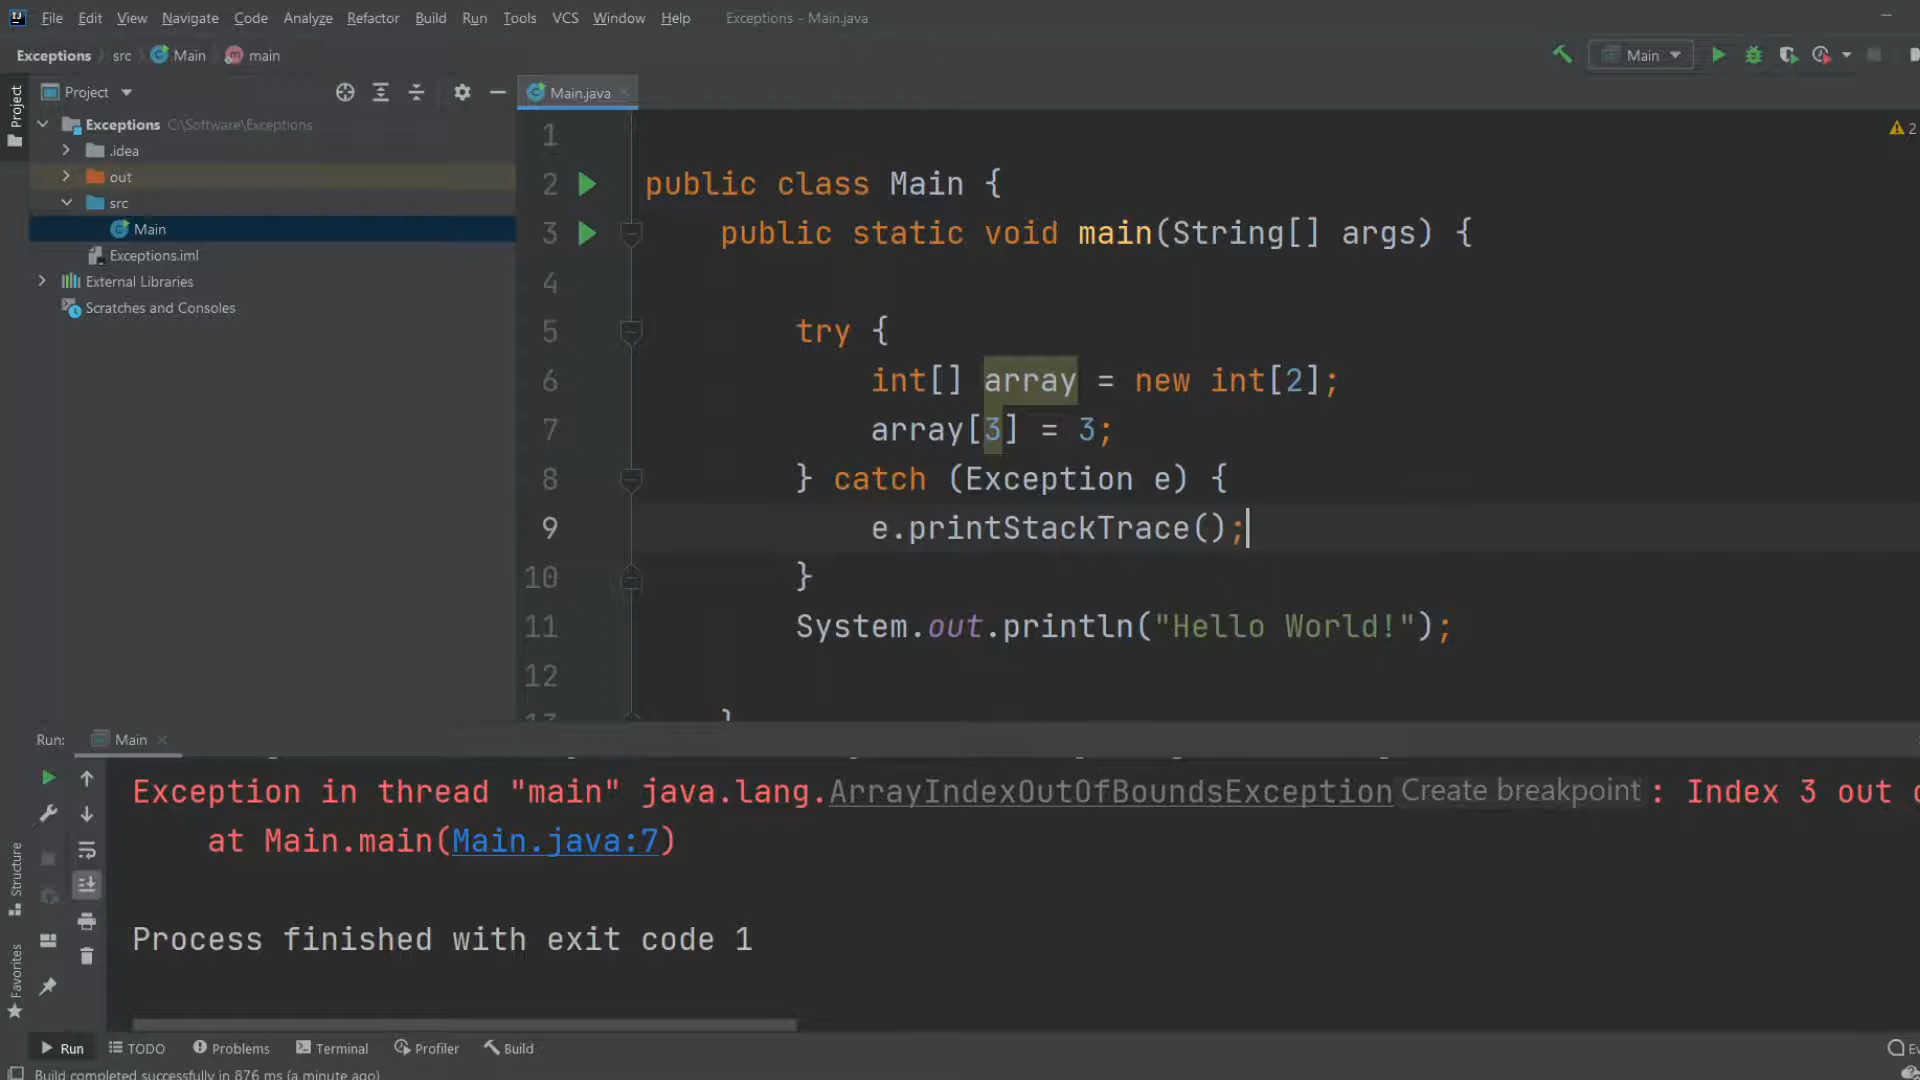 File Edit View Navigate Code Analyze Refactor Build Run Tools VCS Window Help Exceptions - Main.java
Exceptions src Main main Main
Project
Project
Main.java
Exceptions C:\Software\Exceptions
.idea
out
src
Main
Exceptions.iml
External Libraries
Scratches and Consoles
2
1
2 public class Main {
3 public static void main(String[] args) {
4
5 try {
6 int[] array = new int[2];
7 array[3] = 3;
8 } catch (Exception e) {
9 e.printStackTrace();
10 }
11 System.out.println("Hello World!");
12
Run: Main
Exception in thread "main" java.lang.ArrayIndexOutOfBoundsException Create breakpoint : Index 3 out
at Main.main(Main.java:7)
Process finished with exit code 1
Structure
Favorites
Run TODO Problems Terminal Profiler Build
Build completed successfully in 876 ms (a minute ago)